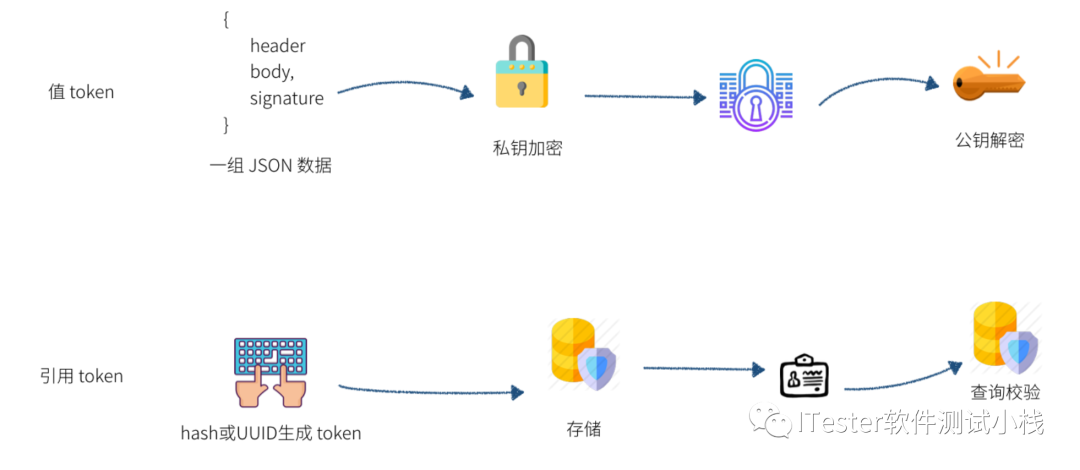 {
header
body,
signature
}
值 token
一组 JSON 数据
私钥加密
公钥解密
引用 token
hash或UUID生成 token
存储
查询校验
ITester软件测试小栈